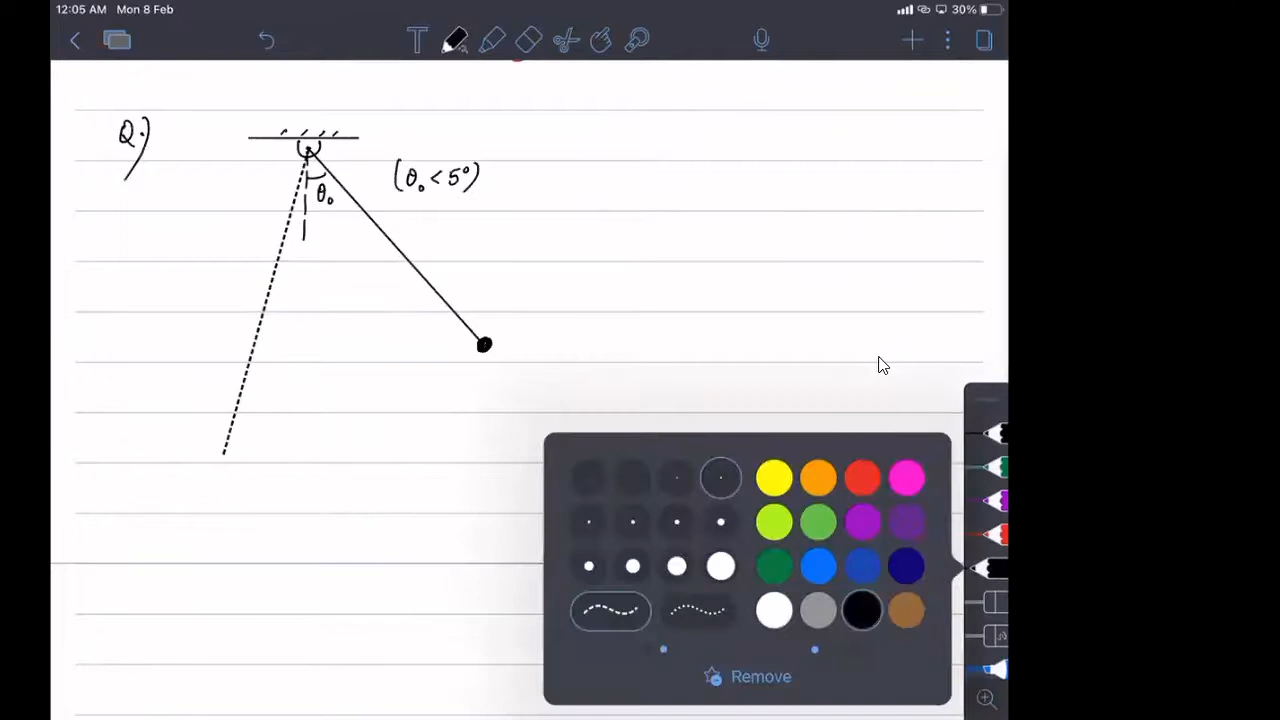 12:05 AM Mon 8 Feb
30%
T
Q:)
(θ₀ < 5°)
θ₀
Remove